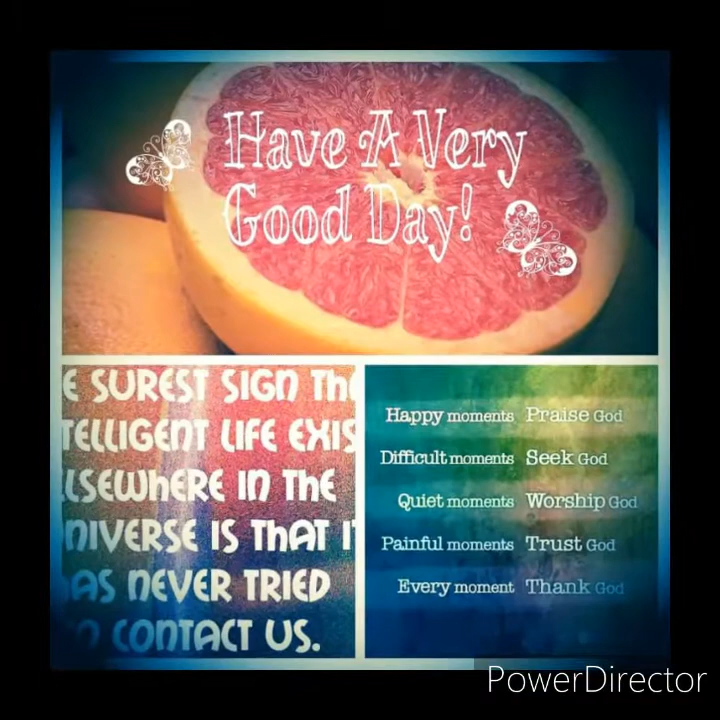 Have A Very
Good Day!
E SUREST SIGN Th
TELLIGENT LIFE EXIS
LSEWhERE IN ThE
NIVERSE IS ThAT I
AS NEVER TRIED
CONTACT US.
Happy moments Praise God
Difficult moments Seek God
Quiet moments Worship God
Painful moments Trust God
Every moment Thank God
PowerDirector